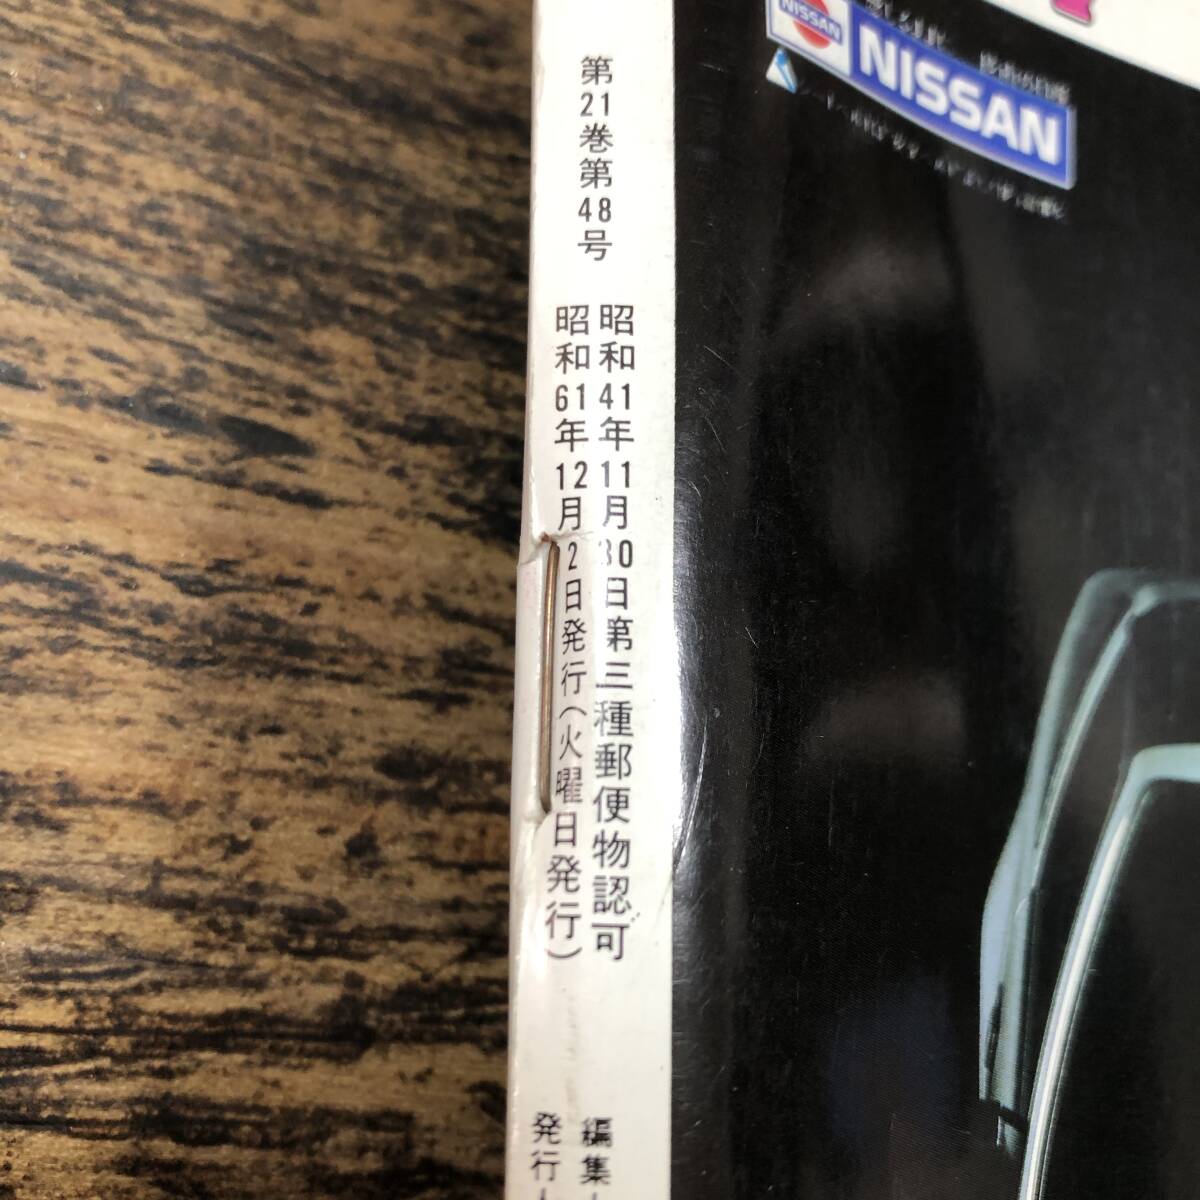 第21巻第48号
昭和41年11月30日第三種郵便物認可
昭和61年12月2日発行(火曜日発行)
編集
発行
NISSAN
NISSAN